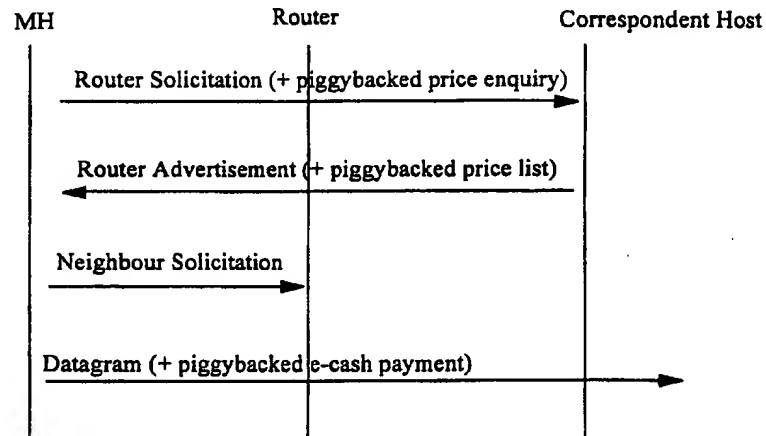 MH
Router
Correspondent Host
Router Solicitation (+ piggybacked price enquiry)
Router Advertisement (+ piggybacked price list)
Neighbour Solicitation
Datagram (+ piggybacked e-cash payment)